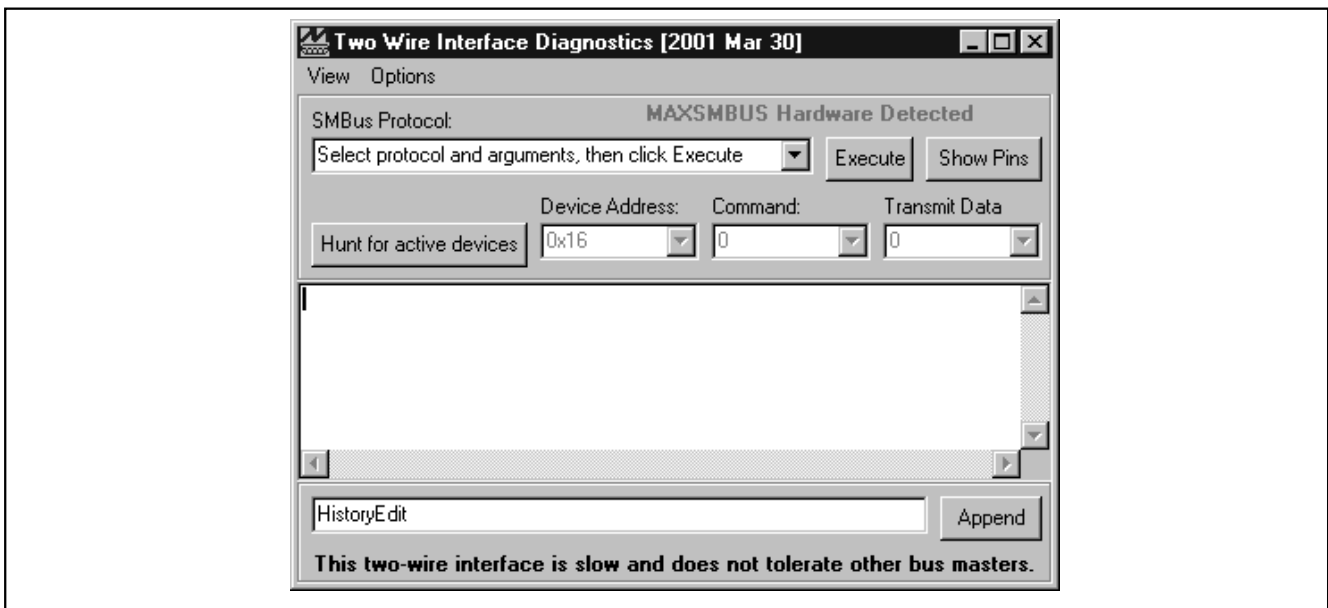 Two Wire Interface Diagnostics [2001 Mar 30]
View Options
SMBus Protocol: MAXSMBUS Hardware Detected
Select protocol and arguments, then click Execute Execute Show Pins
Device Address: Command: Transmit Data
Hunt for active devices 0x16 0 0
HistoryEdit Append
This two-wire interface is slow and does not tolerate other bus masters.